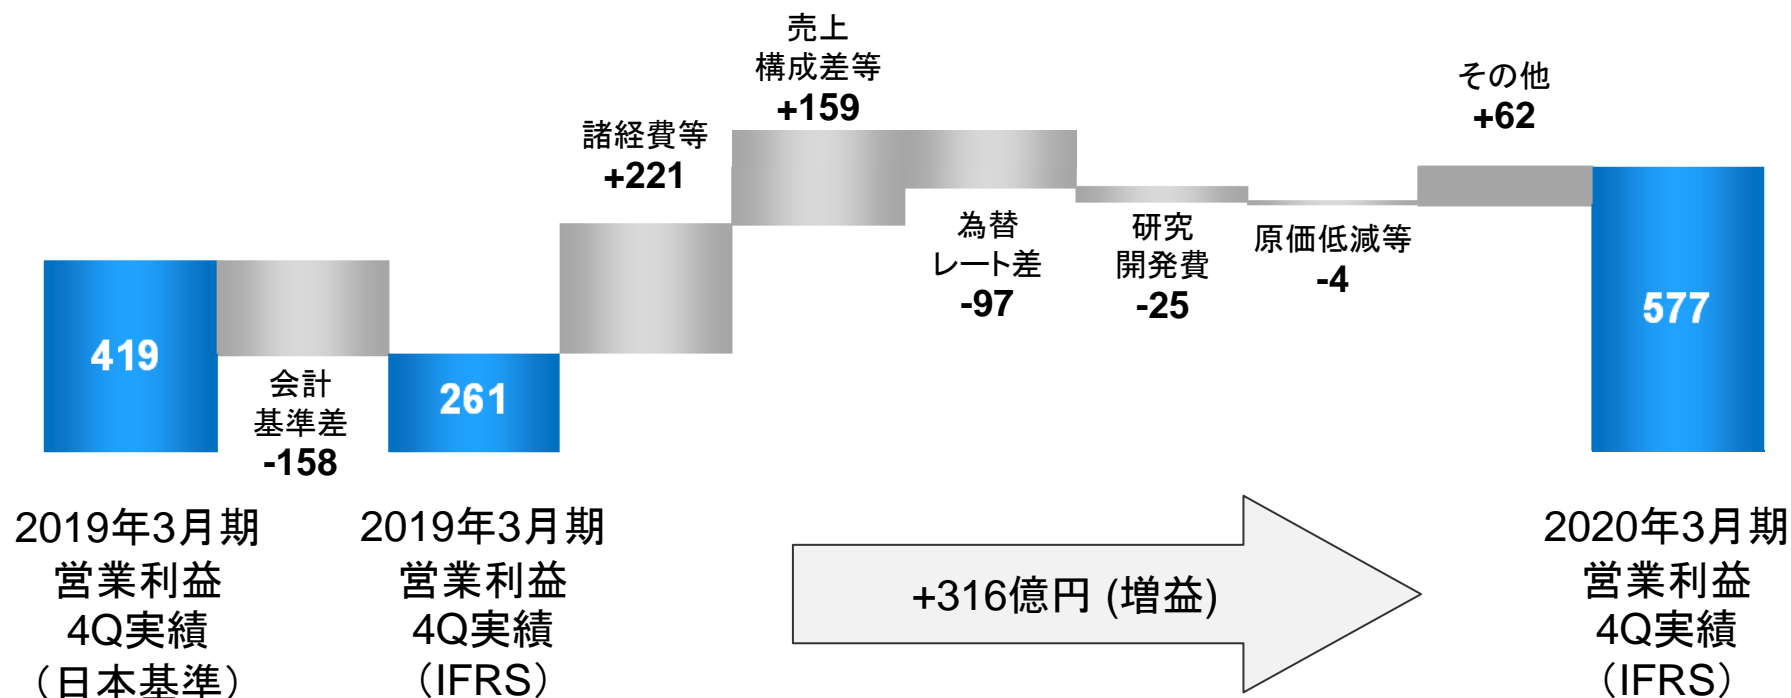 売上
構成差等
+159
その他
+62
諸経費等
+221
為替
レート差
-97
研究
開発費
-25
原価低減等
-4
419
会計
基準差
-158
261
577
2019年3月期
営業利益
4Q実績
（日本基準）
2019年3月期
営業利益
4Q実績
（IFRS）
+316億円 (増益)
2020年3月期
営業利益
4Q実績
（IFRS）